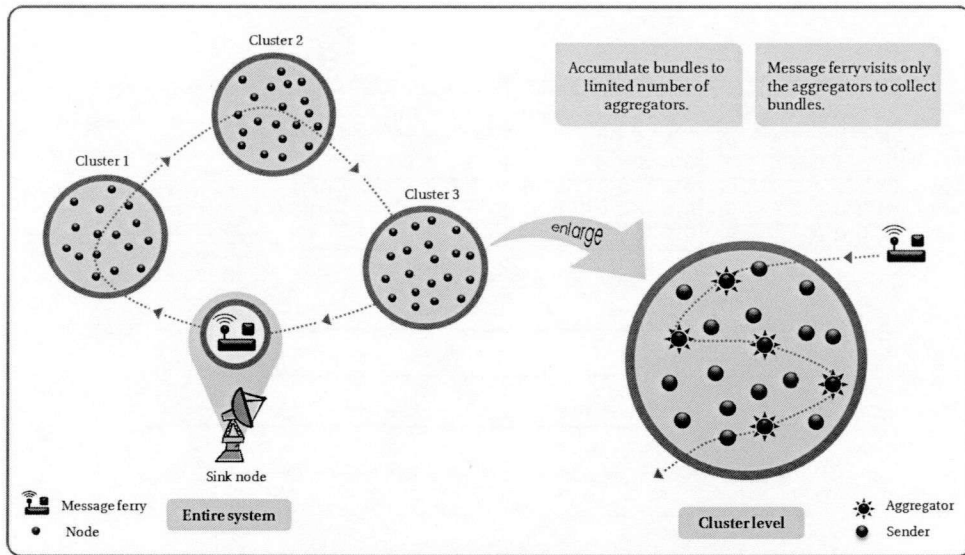 Cluster 2
Accumulate bundles to
limited number of
aggregators.
Message ferry visits only
the aggregators to collect
bundles.
Cluster 1
Cluster 3
enlarge
Sink node
Message ferry
Node
Entire system
Cluster level
Aggregator
Sender